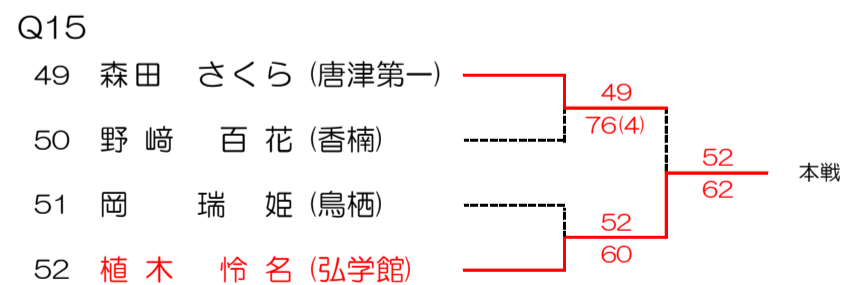 Q15
49 森田 さくら (唐津第一)
49
50 野﨑 百花 (香楠)
76(4)
52
本戦
62
51 岡 瑞姫 (鳥栖)
52
60
52 植木 怜名 (弘学館)